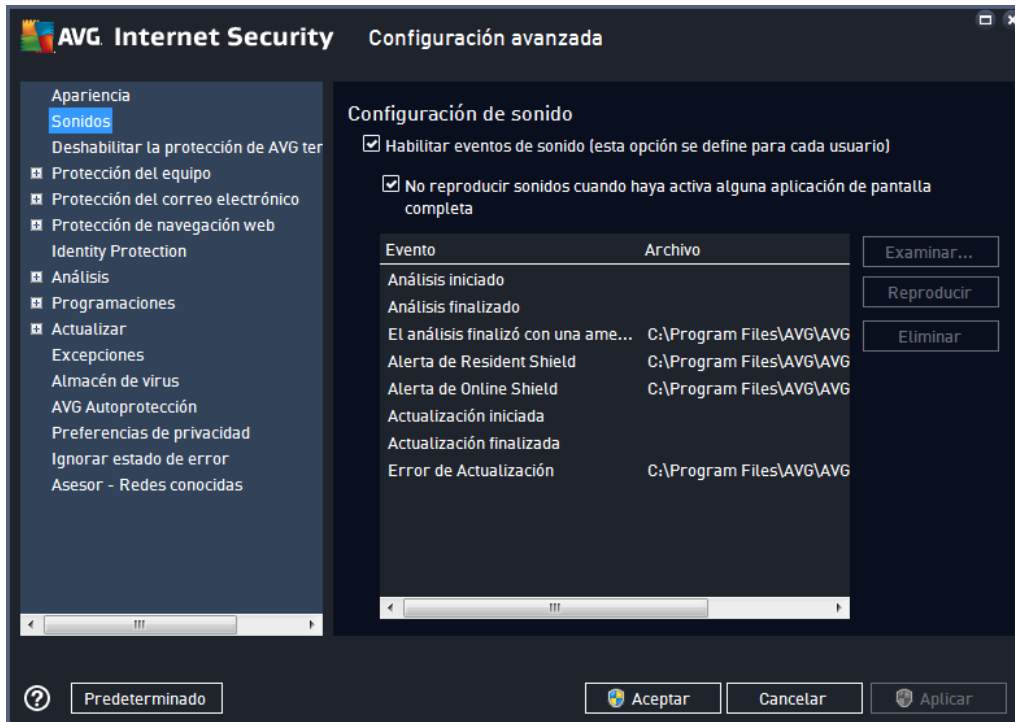 AVG Internet Security
Configuración avanzada
Apariencia
Sonidos
Deshabilitar la protección de AVG ter
Protección del equipo
Protección del correo electrónico
Protección de navegación web
Identity Protection
Análisis
Programaciones
Actualizar
Excepciones
Almacén de virus
AVG Autoprotección
Preferencias de privacidad
Ignorar estado de error
Asesor - Redes conocidas
Configuración de sonido
Habilitar eventos de sonido (esta opción se define para cada usuario)
No reproducir sonidos cuando haya activa alguna aplicación de pantalla
completa
Evento Archivo
Análisis iniciado
Análisis finalizado
El análisis finalizó con una ame... C:\Program Files\AVG\AVG
Alerta de Resident Shield C:\Program Files\AVG\AVG
Alerta de Online Shield C:\Program Files\AVG\AVG
Actualización iniciada
Actualización finalizada
Error de Actualización C:\Program Files\AVG\AVG
Examinar...
Reproducir
Eliminar
Predeterminado
Aceptar
Cancelar
Aplicar